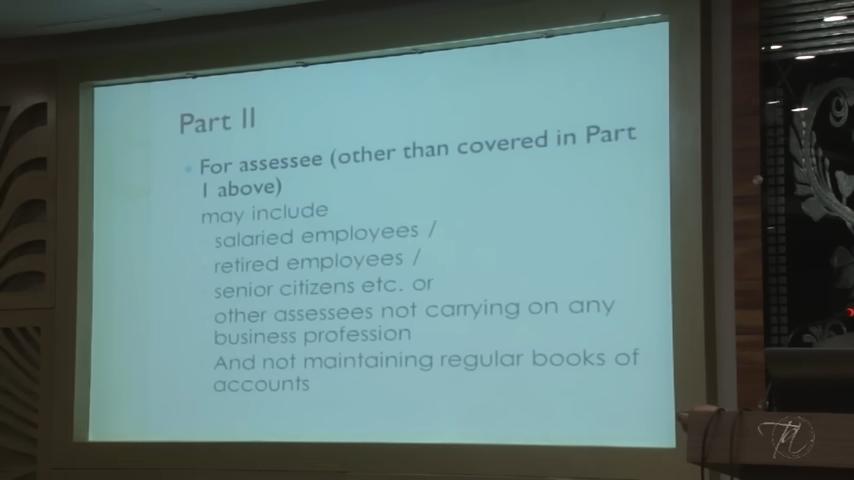 Part II
For assessee (other than covered in Part
1 above)
may include
salaried employees /
retired employees /
senior citizens etc. or
other assessees not carrying on any
business profession
And not maintaining regular books of
accounts